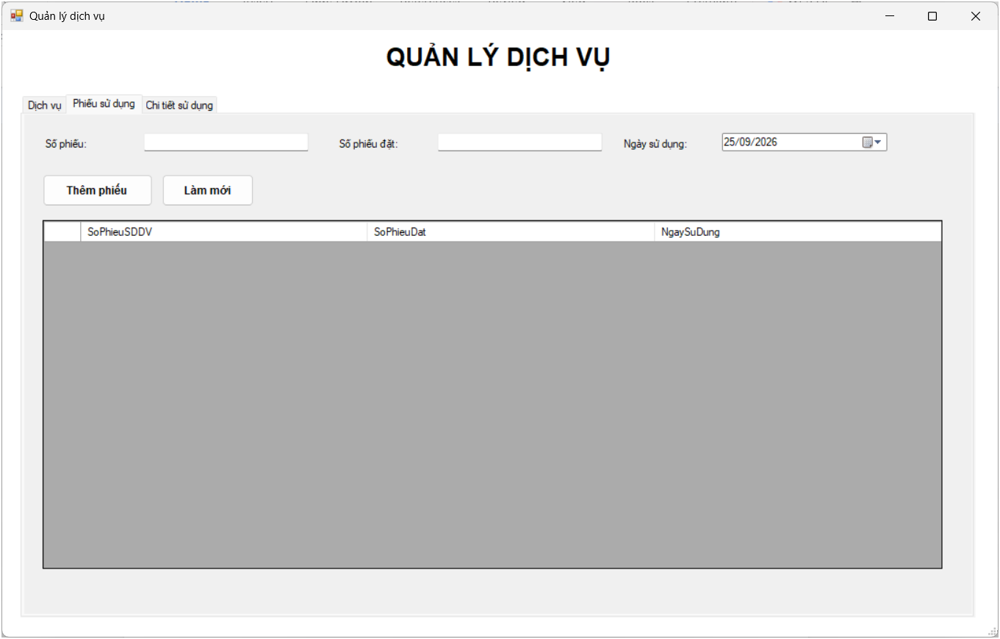 Quản lý dịch vụ
QUẢN LÝ DỊCH VỤ
Dịch vụ Phiếu sử dụng Chi tiết sử dụng
Số phiếu: Số phiếu đặt: Ngày sử dụng: 25/09/2026
Thêm phiếu Làm mới
SoPhieuSDDV SoPhieuDat NgaySuDung